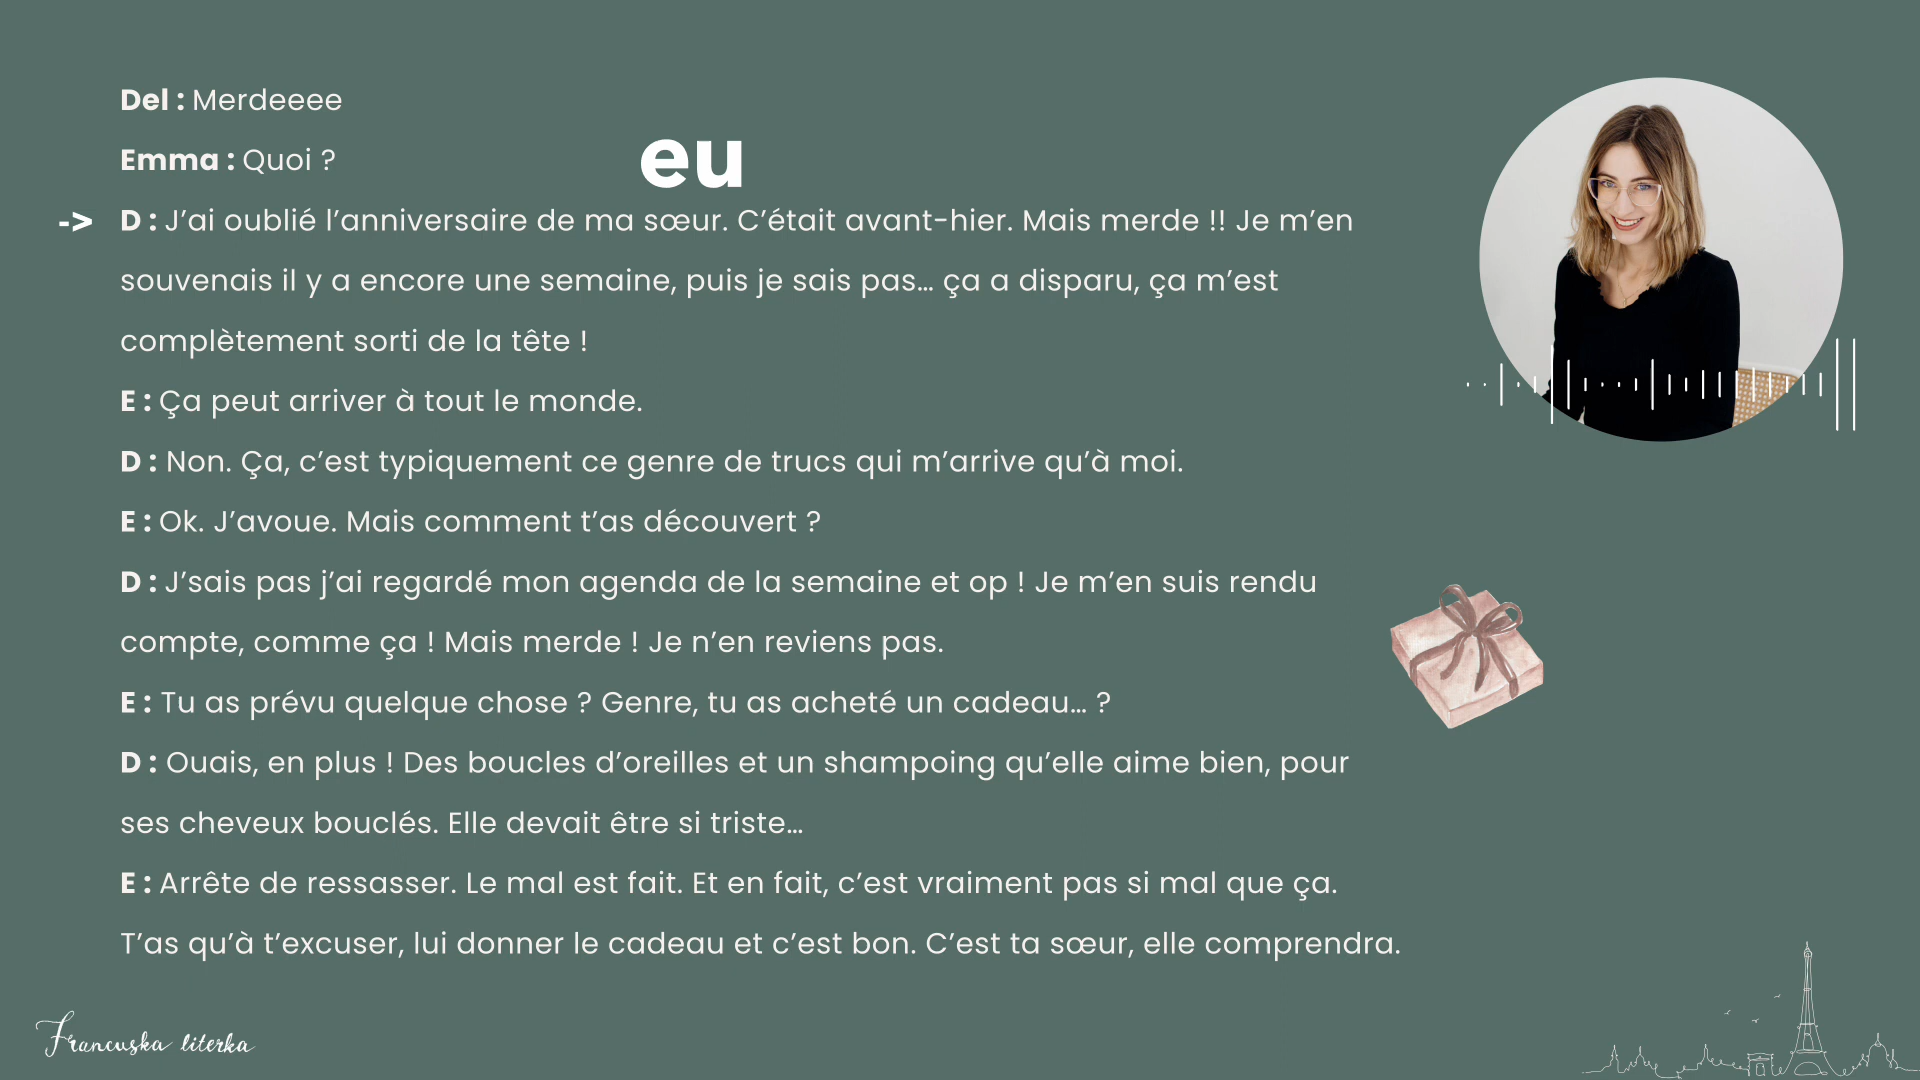 Del : Merdeeee
Emma : Quoi ?
eu
-> D : J’ai oublié l’anniversaire de ma sœur. C’était avant-hier. Mais merde !! Je m’en
souvenais il y a encore une semaine, puis je sais pas… ça a disparu, ça m’est
complètement sorti de la tête !
E : Ça peut arriver à tout le monde.
D : Non. Ça, c’est typiquement ce genre de trucs qui m’arrive qu’à moi.
E : Ok. J’avoue. Mais comment t’as découvert ?
D : J’sais pas j’ai regardé mon agenda de la semaine et op ! Je m’en suis rendu
compte, comme ça ! Mais merde ! Je n’en reviens pas.
E : Tu as prévu quelque chose ? Genre, tu as acheté un cadeau… ?
D : Ouais, en plus ! Des boucles d’oreilles et un shampoing qu’elle aime bien, pour
ses cheveux bouclés. Elle devait être si triste…
E : Arrête de ressasser. Le mal est fait. Et en fait, c’est vraiment pas si mal que ça.
T’as qu’à t’excuser, lui donner le cadeau et c’est bon. C’est ta sœur, elle comprendra.
Francuska literka